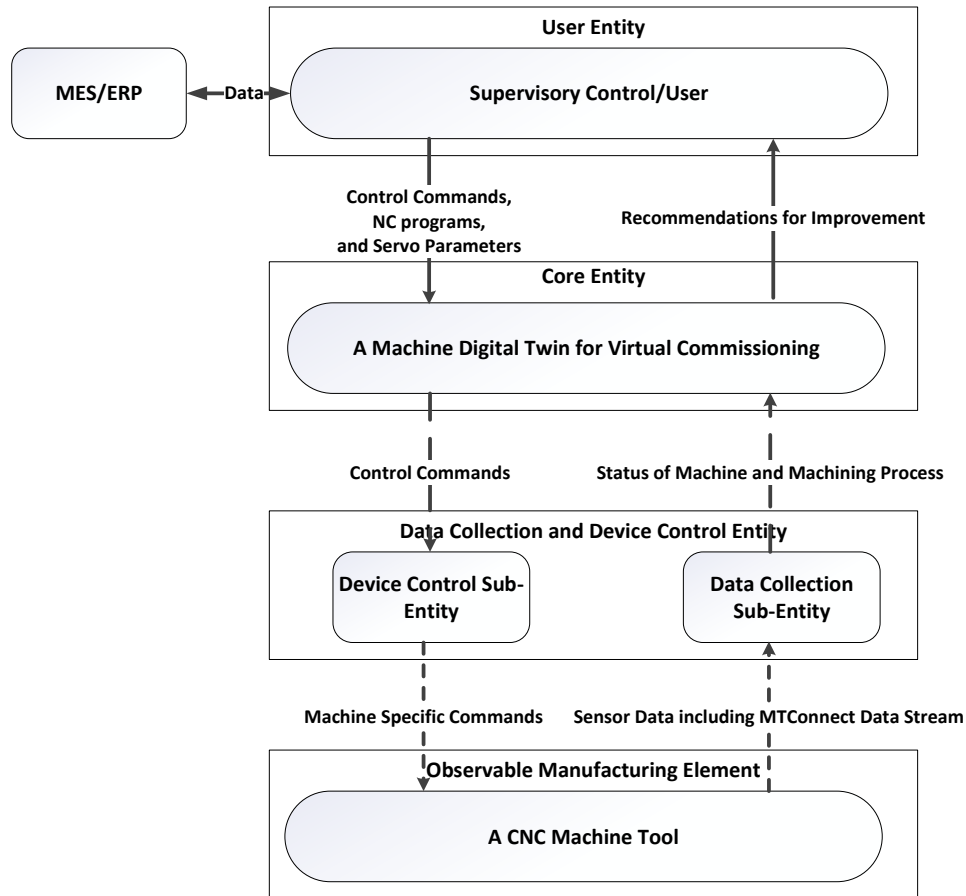 User Entity
MES/ERP
Data
Supervisory Control/User
Control Commands,
NC programs,
and Servo Parameters
Recommendations for Improvement
Core Entity
A Machine Digital Twin for Virtual Commissioning
Control Commands
Status of Machine and Machining Process
Data Collection and Device Control Entity
Device Control Sub-
Entity
Data Collection
Sub-Entity
Machine Specific Commands
Sensor Data including MTConnect Data Stream
Observable Manufacturing Element
A CNC Machine Tool